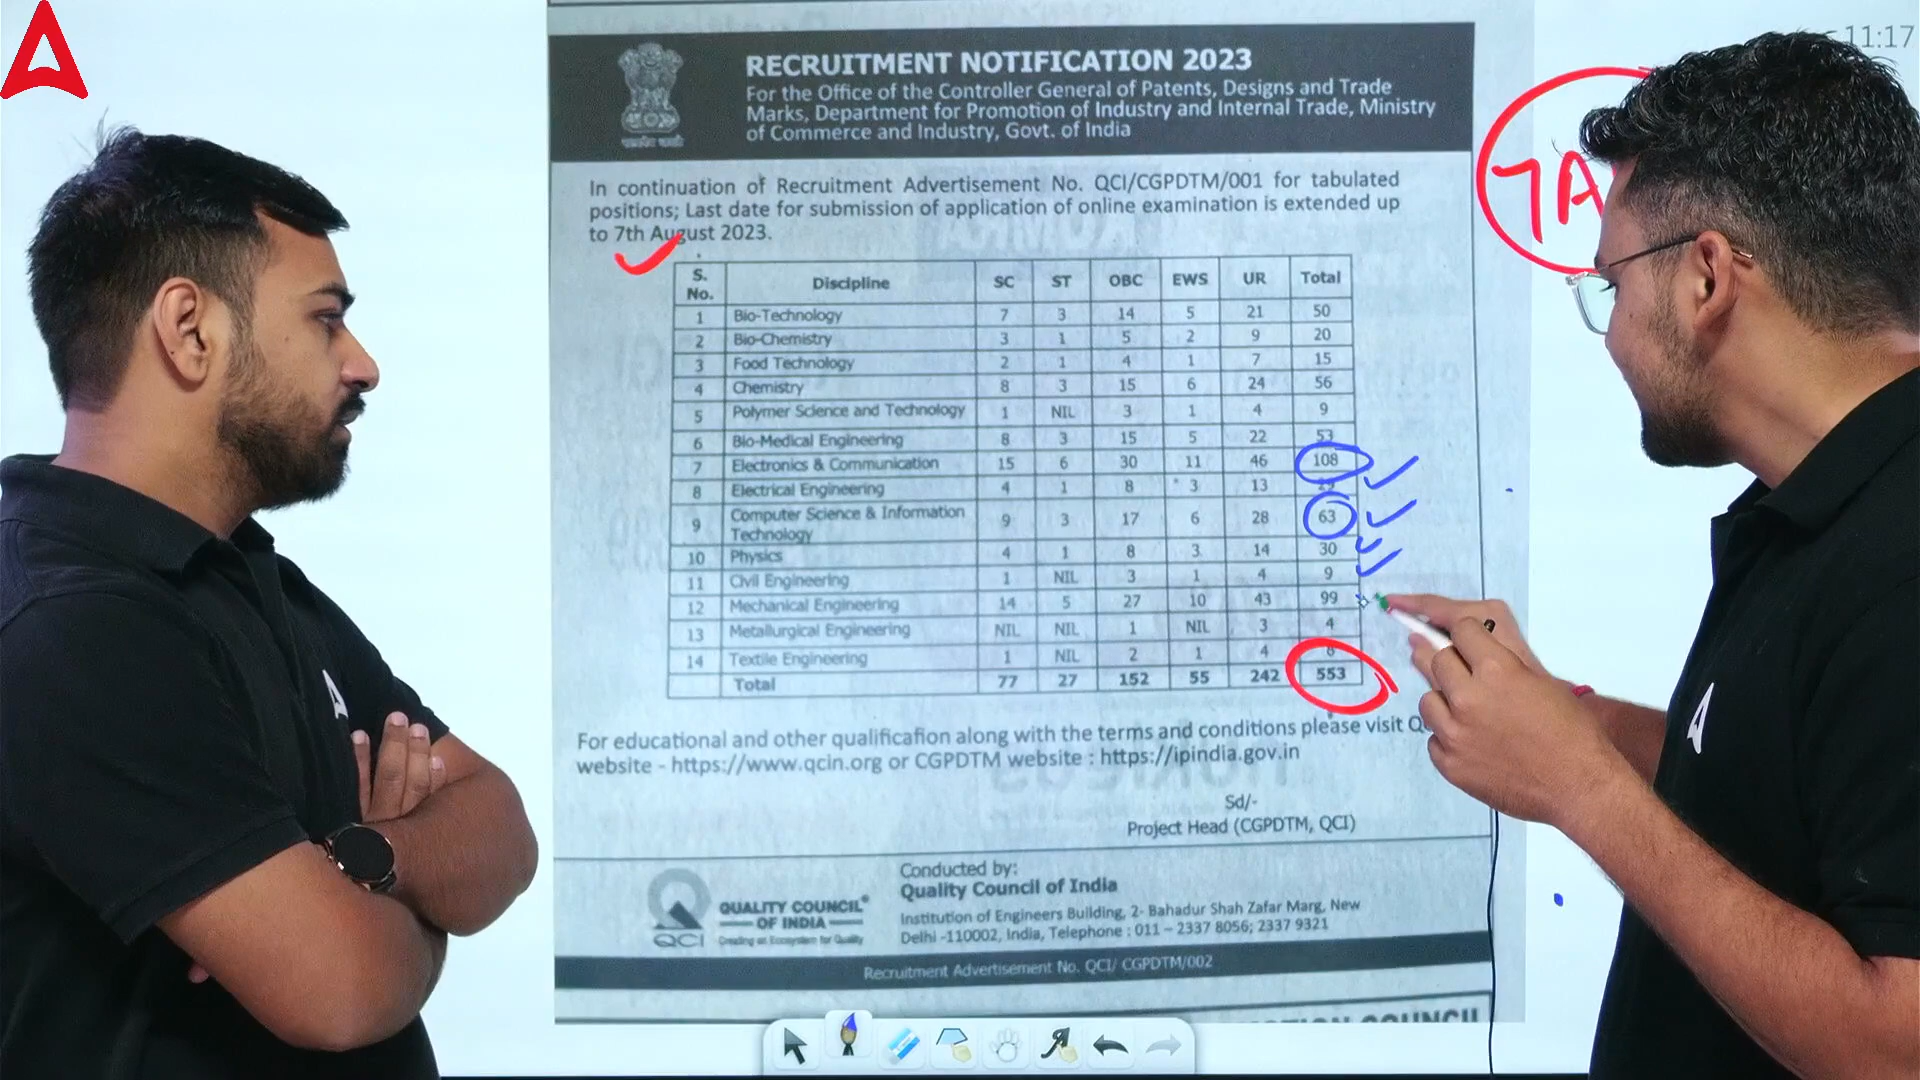 11:17
RECRUITMENT NOTIFICATION 2023
For the Office of the Controller General of Patents, Designs and Trade
Marks, Department for Promotion of Industry and Internal Trade, Ministry
of Commerce and Industry, Govt. of India
सत्यमेव जयते
7 A
In continuation of Recruitment Advertisement No. QCI/CGPDTM/001 for tabulated
positions; Last date for submission of application of online examination is extended up
to 7th August 2023.
S. No. Discipline SC ST OBC EWS UR Total
1 Bio-Technology 7 3 14 5 21 50
2 Bio-Chemistry 3 1 5 2 9 20
3 Food Technology 2 1 4 1 7 15
4 Chemistry 8 3 15 6 24 56
5 Polymer Science and Technology 1 NIL 3 1 4 9
6 Bio-Medical Engineering 8 3 15 5 22 53
7 Electronics & Communication 15 6 30 11 46 108
8 Electrical Engineering 4 1 8 3 13 29
9 Computer Science & Information Technology 9 3 17 6 28 63
10 Physics 4 1 8 3 14 30
11 Civil Engineering 1 NIL 3 1 4 9
12 Mechanical Engineering 14 5 27 10 43 99
13 Metallurgical Engineering NIL NIL 1 NIL 3 4
14 Textile Engineering 1 NIL 2 1 4 8
Total 77 27 152 55 242 553
For educational and other qualification along with the terms and conditions please visit
website - https://www.qcin.org or CGPDTM website : https://ipindia.gov.in
Sd/-
Project Head (CGPDTM, QCI)
QCI
QUALITY COUNCIL®
OF INDIA
Creating an Ecosystem for Quality
Conducted by:
Quality Council of India
Institution of Engineers Building, 2- Bahadur Shah Zafar Marg, New
Delhi -110002, India, Telephone : 011 – 2337 8056; 2337 9321
Recruitment Advertisement No. QCI/ CGPDTM/002
COUNCIL